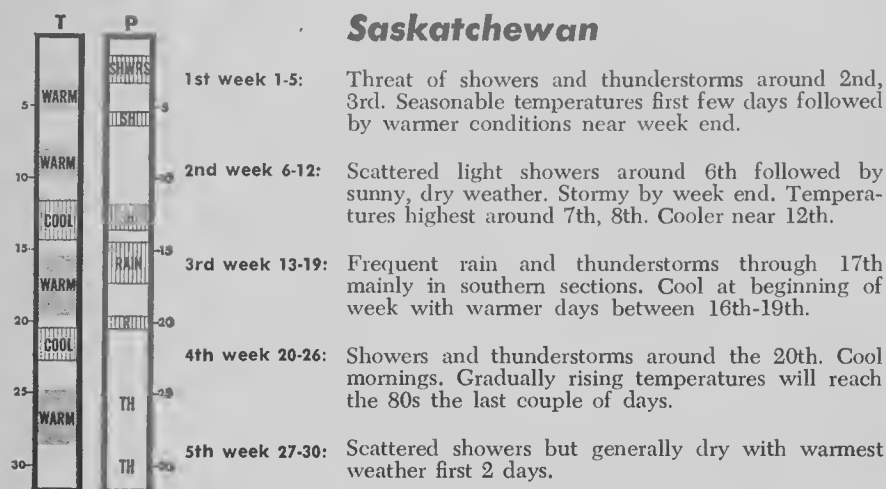 T P
Saskatchewan
SHWRS
1st week 1-5: Threat of showers and thunderstorms around 2nd,
3rd. Seasonable temperatures first few days followed
by warmer conditions near week end.
WARM
5 5
SH
2nd week 6-12: Scattered light showers around 6th followed by
sunny, dry weather. Stormy by week end. Tempera-
tures highest around 7th, 8th. Cooler near 12th.
WARM
10 10
COOL
15 15
3rd week 13-19: Frequent rain and thunderstorms through 17th
mainly in southern sections. Cool at beginning of
week with warmer days between 16th-19th.
RAIN
WARM
20 R 20
COOL
4th week 20-26: Showers and thunderstorms around the 20th. Cool
mornings. Gradually rising temperatures will reach
the 80s the last couple of days.
25 TH 25
WARM
5th week 27-30: Scattered showers but generally dry with warmest
weather first 2 days.
30 TH 30